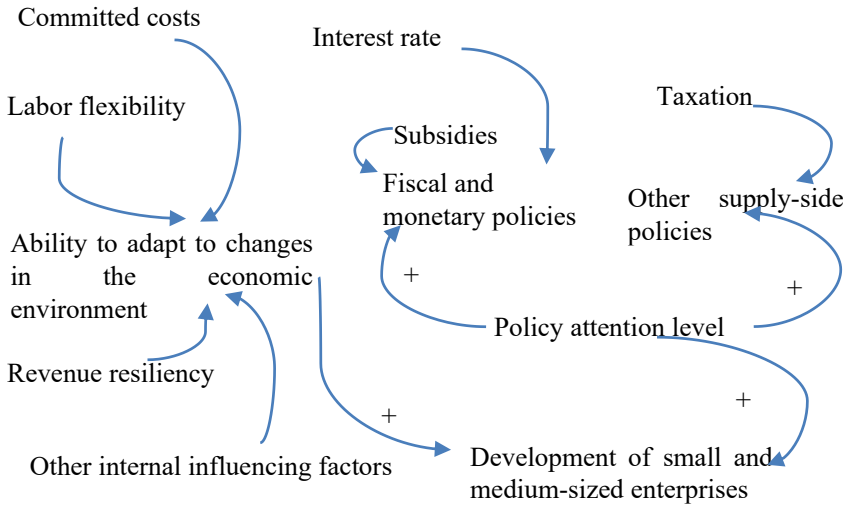 Committed costs
Interest rate
Labor flexibility
Taxation
Subsidies
Fiscal and
monetary policies
Other supply-side
policies
Ability to adapt to changes
in the economic
environment
+
+
Policy attention level
Revenue resiliency
+
+
Other internal influencing factors
Development of small and
medium-sized enterprises